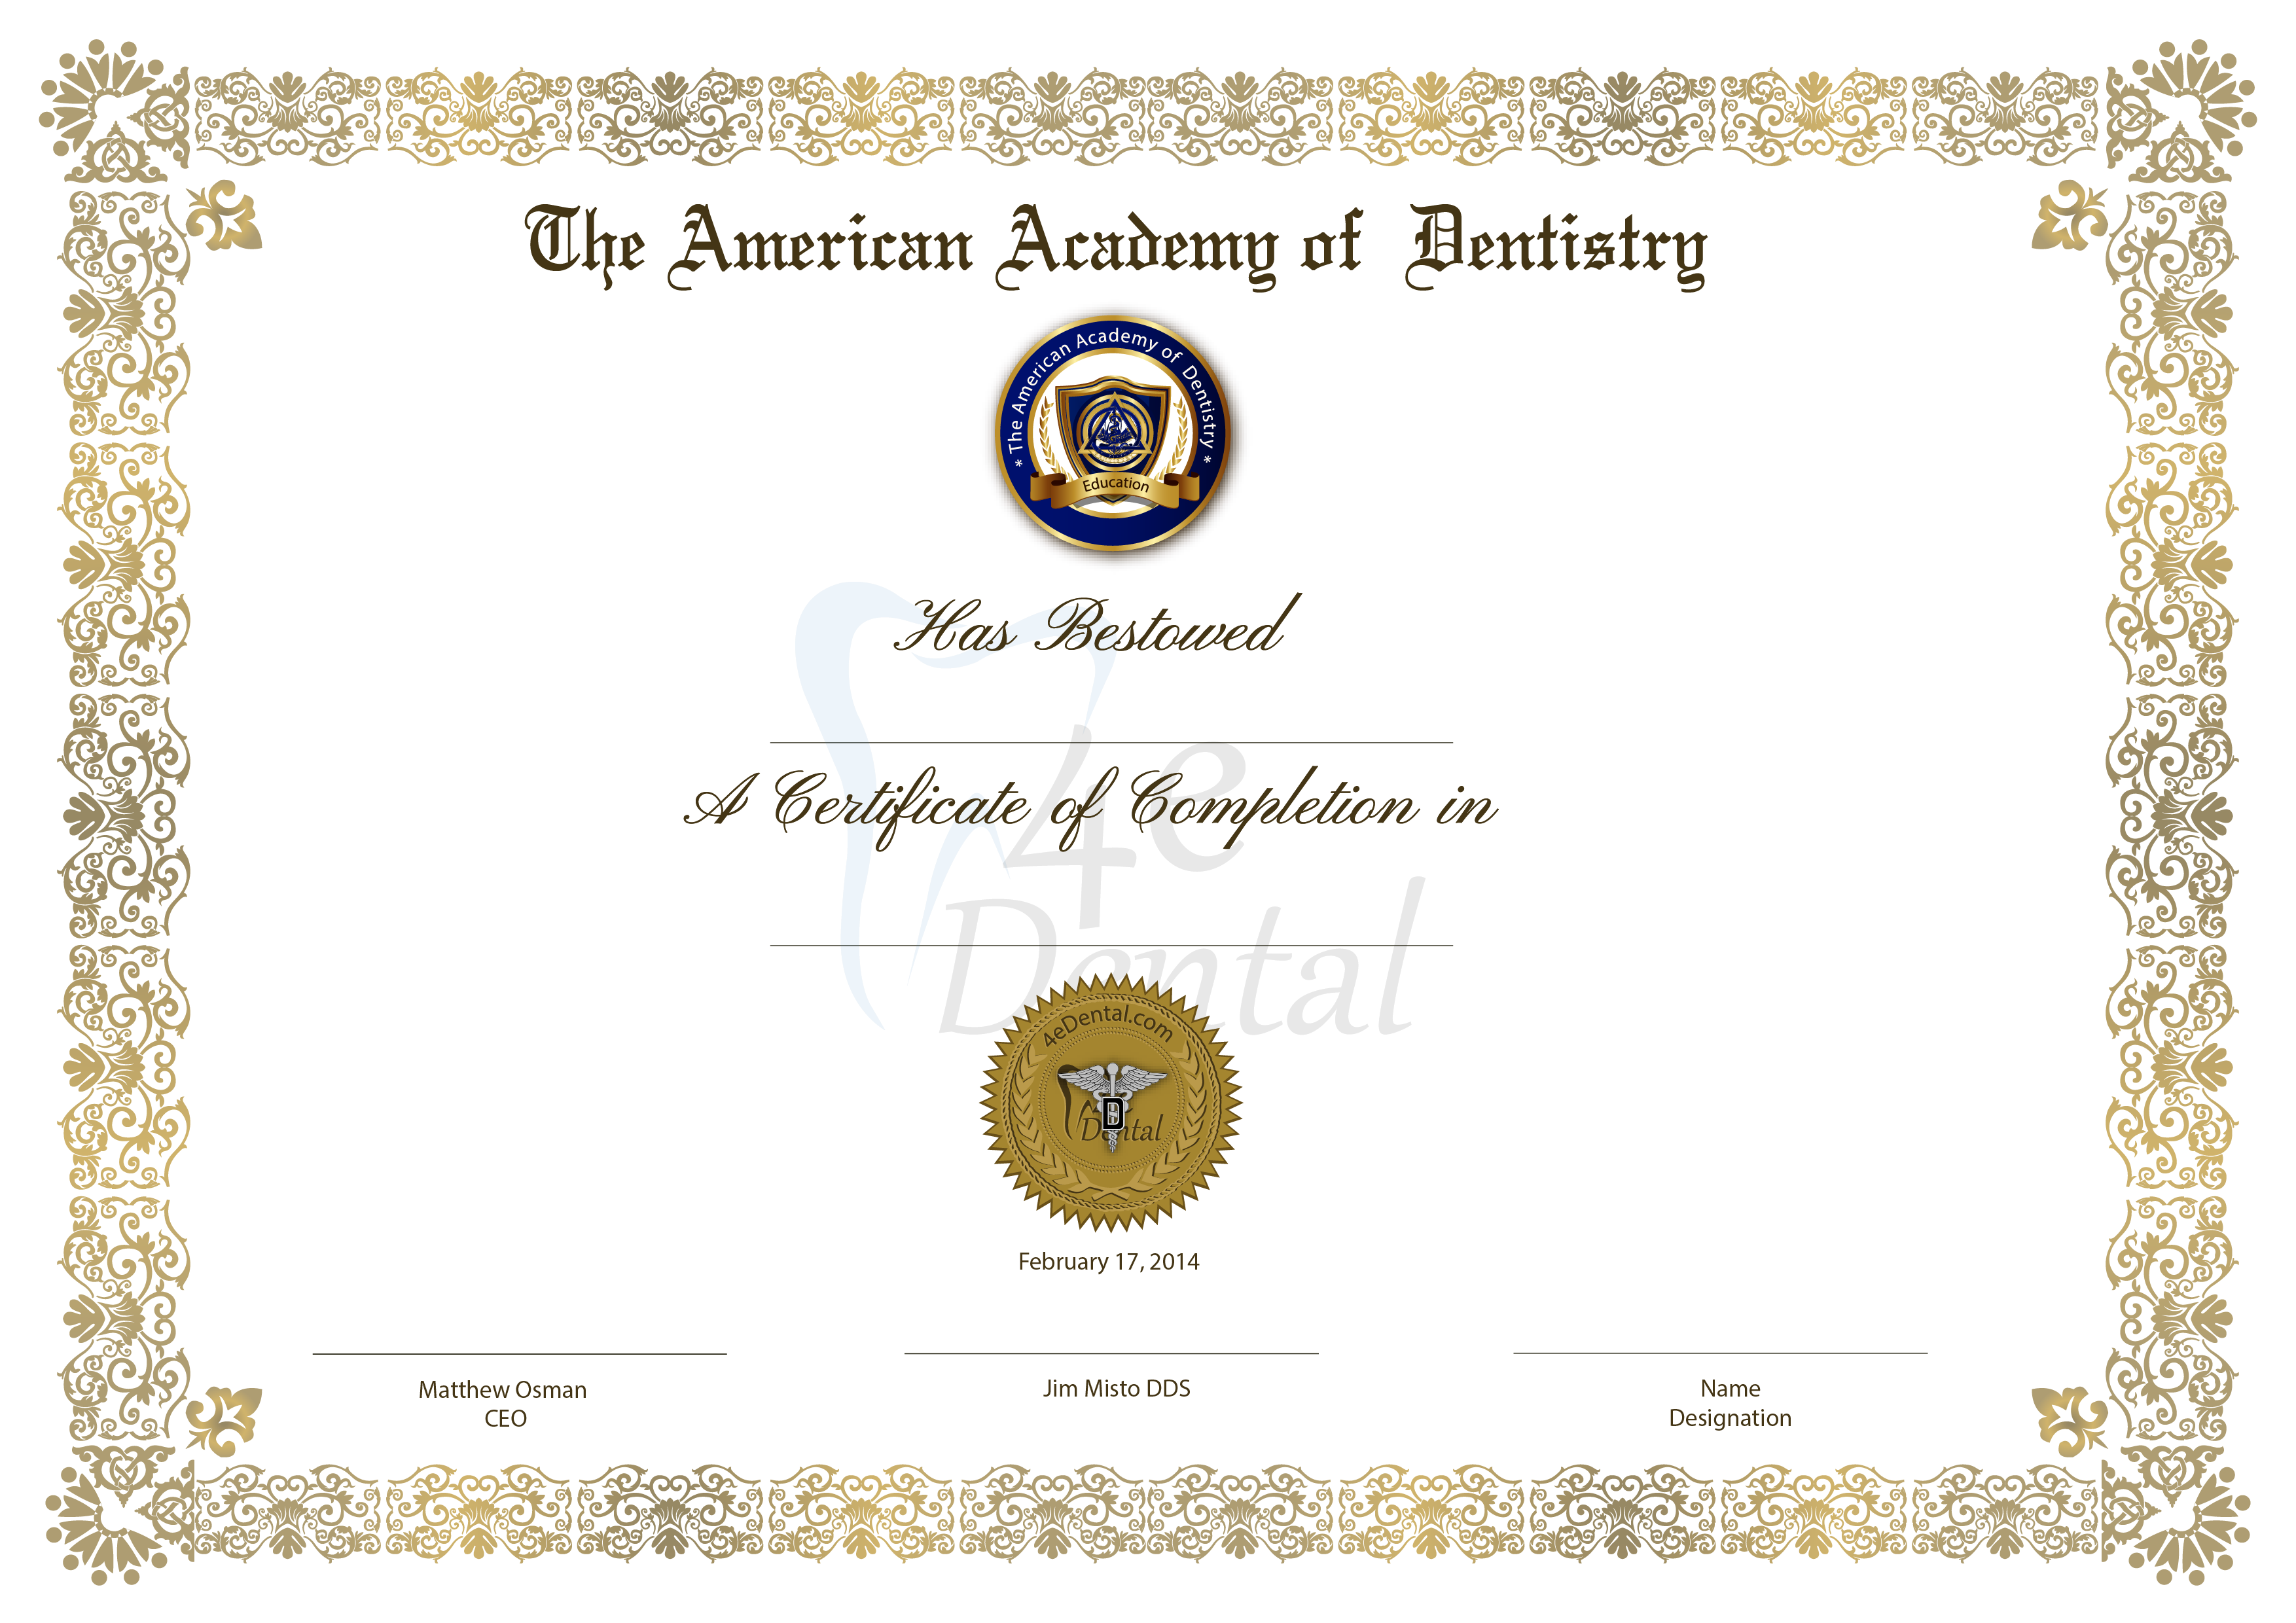 The American Academy of Dentistry
* The American Academy of Dentistry *
Education
Has Bestowed
A Certificate of Completion in
4e
Dental
4eDental.com
D
Dental
February 17, 2014
Matthew Osman
CEO
Jim Misto DDS
Name
Designation